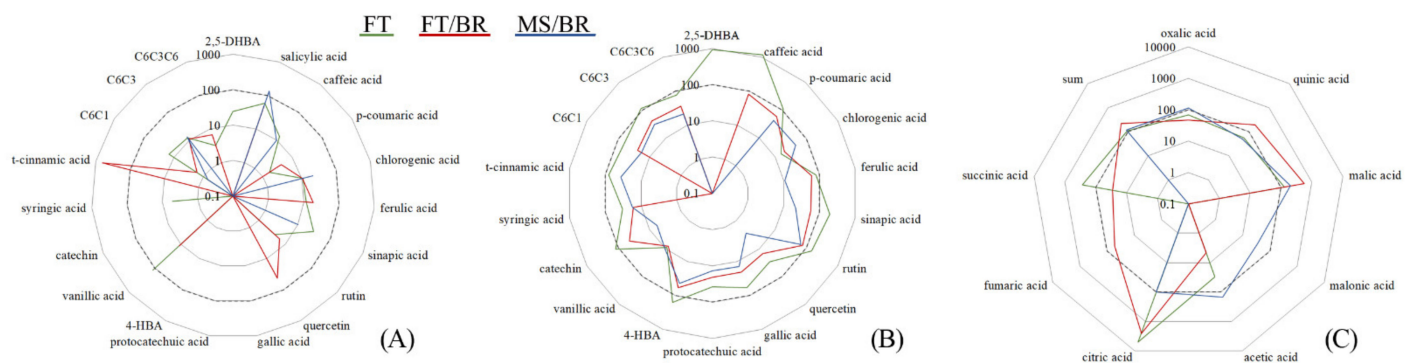 FT FT/BR MS/BR
2,5-DHBA
1000
100
10
1
0.1
salicylic acid
caffeic acid
p-coumaric acid
chlorogenic acid
ferulic acid
sinapic acid
rutin
quercetin
gallic acid
protocatechuic acid
4-HBA
vanillic acid
catechin
syringic acid
t-cinnamic acid
C6C1
C6C3
C6C3C6
(A)
2,5-DHBA
1000
100
10
1
0.1
caffeic acid
p-coumaric acid
chlorogenic acid
ferulic acid
sinapic acid
rutin
quercetin
gallic acid
protocatechuic acid
4-HBA
vanillic acid
catechin
syringic acid
t-cinnamic acid
C6C1
C6C3
C6C3C6
(B)
oxalic acid
10000
1000
100
10
1
0.1
quinic acid
malic acid
malonic acid
acetic acid
citric acid
fumaric acid
succinic acid
sum
(C)